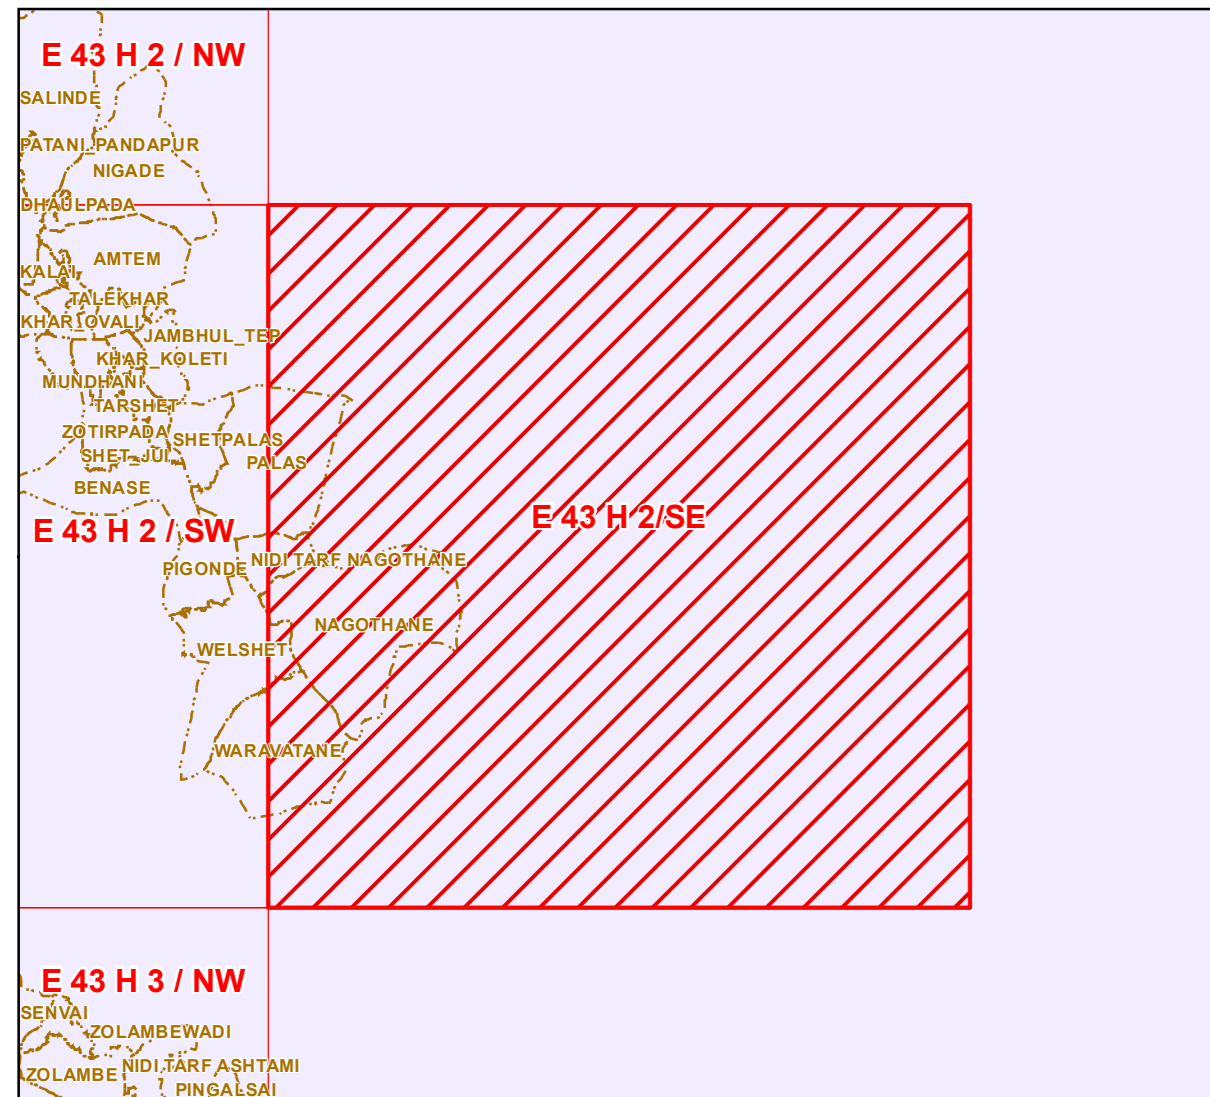 E 43 H 2 / NW
SALINDE
PATANI_PANDAPUR
NIGADE
DHAULPADA
AMTEM
KALAI
TALEKHAR
KHAR_OVALI
JAMBHUL_TEP
KHAR_KOLETI
MUNDHANI
TARSHET
ZOTIRPADA
SHETPALAS
SHET_JUI
PALAS
BENASE
E 43 H 2/SE
E 43 H 2 / SW
NIDI TARF NAGOTHANE
PIGONDE
NAGOTHANE
WELSHET
WARAVATANE
E 43 H 3 / NW
SENVAI
ZOLAMBEWADI
NIDI TARF ASHTAMI
ZOLAMBE
PINGALSAI